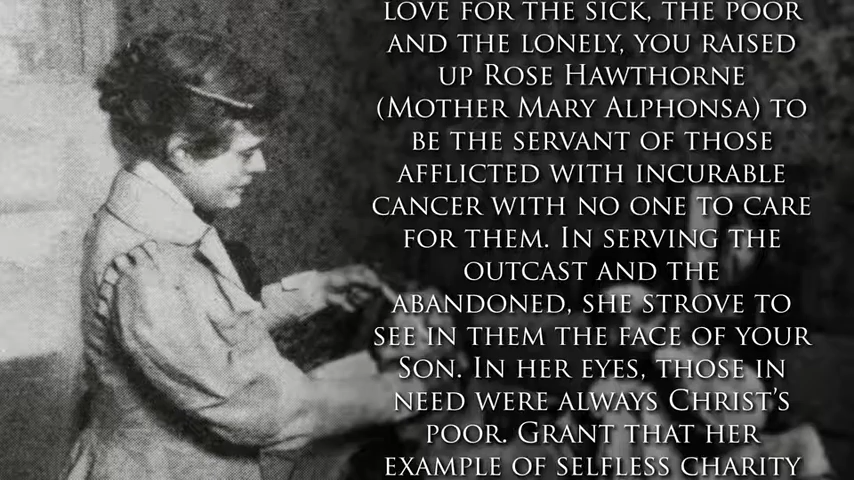 LOVE FOR THE SICK, THE POOR
AND THE LONELY, YOU RAISED
UP ROSE HAWTHORNE
(MOTHER MARY ALPHONSA) TO
BE THE SERVANT OF THOSE
AFFLICTED WITH INCURABLE
CANCER WITH NO ONE TO CARE
FOR THEM. IN SERVING THE
OUTCAST AND THE
ABANDONED, SHE STROVE TO
SEE IN THEM THE FACE OF YOUR
SON. IN HER EYES, THOSE IN
NEED WERE ALWAYS CHRIST'S
POOR. GRANT THAT HER
EXAMPLE OF SELFLESS CHARITY